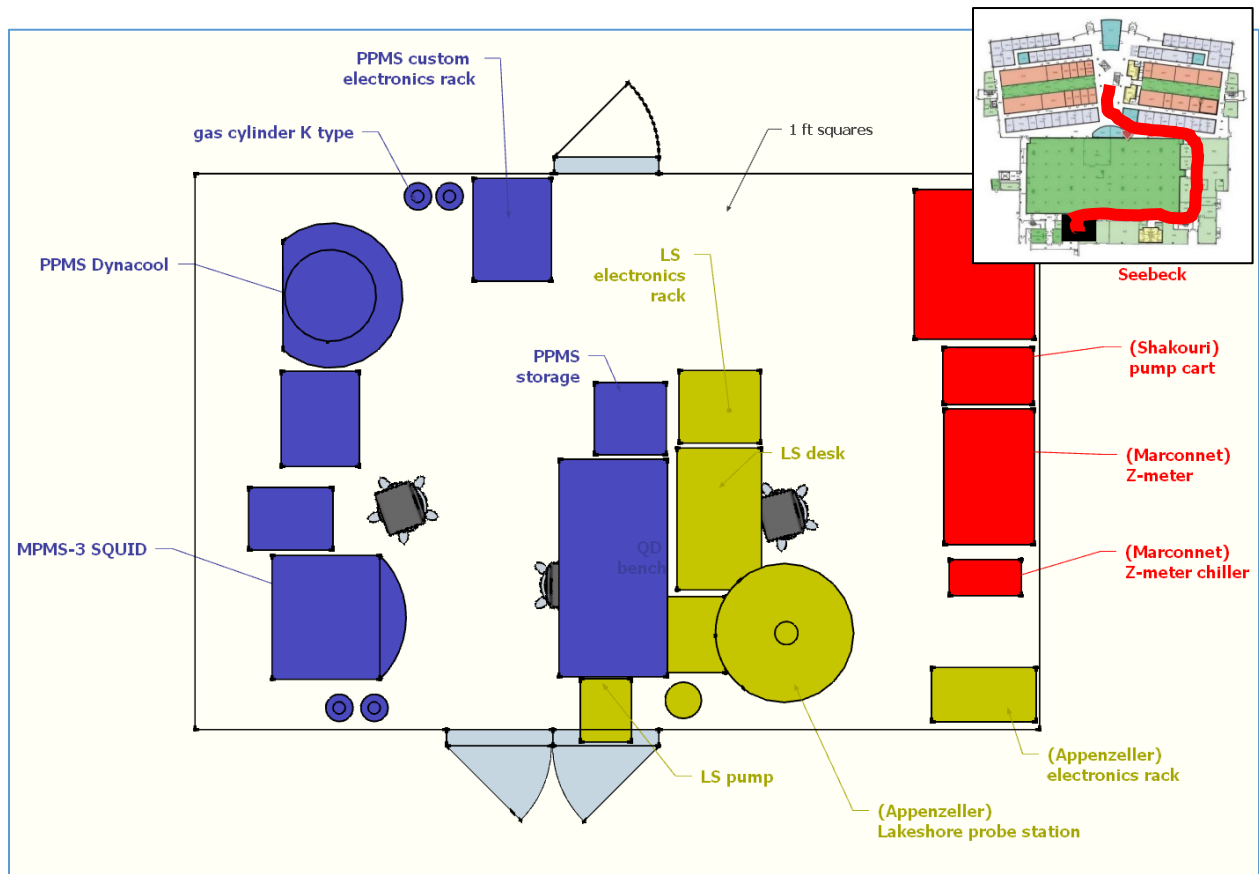 PPMS custom
electronics rack
gas cylinder K type
1 ft squares
PPMS Dynacool
LS
electronics
rack
Seebeck
(Shakouri)
pump cart
PPMS
storage
LS desk
(Marconnet)
Z-meter
MPMS-3 SQUID
QD
bench
(Marconnet)
Z-meter chiller
LS pump
(Appenzeller)
electronics rack
(Appenzeller)
Lakeshore probe station